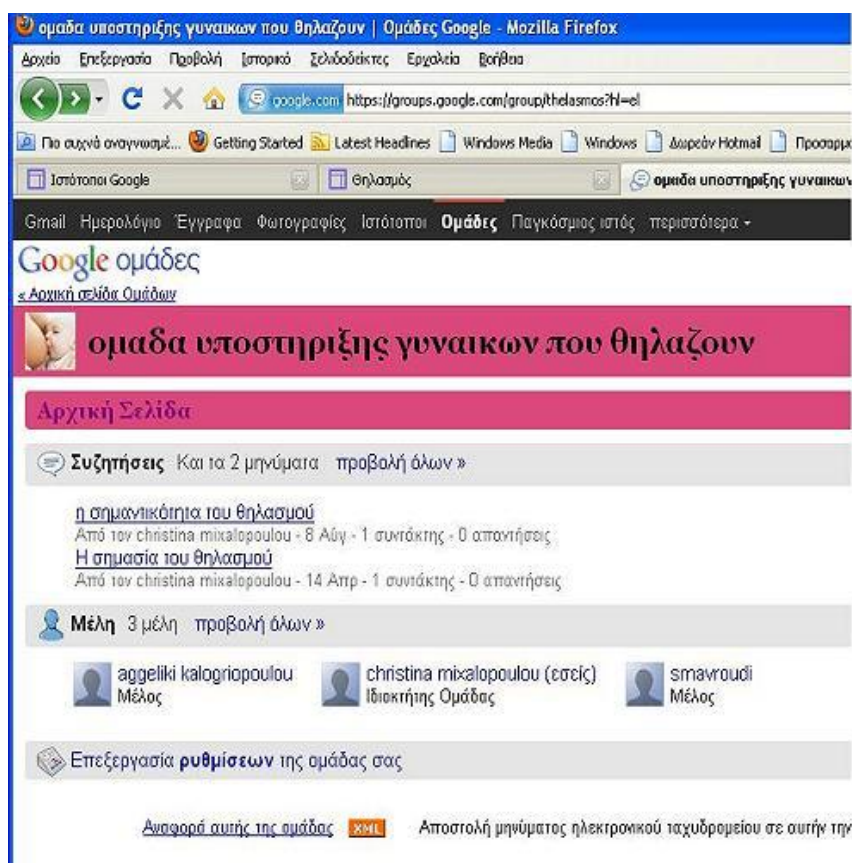 ομαδα υποστηριξης γυναικων που θηλαζουν | Ομάδες Google - Mozilla Firefox
Αρχείο Επεξεργασία Προβολή Ιστορικό Σελιδοδείκτες Εργαλεία Βοήθεια
google.com https://groups.google.com/group/thelasmos?hl=el
Πιο συχνά αναγνωσμέ... Getting Started Latest Headlines Windows Media Windows Δωρεάν Hotmail Προσαρμο
Ιστότοποι Google Θηλασμός ομαδα υποστηριξης γυναικων
Gmail Ημερολόγιο Έγγραφα Φωτογραφίες Ιστότοποι Ομάδες Παγκόσμιος ιστός περισσότερα
Google ομάδες
« Αρχική σελίδα Ομάδων
ομαδα υποστηριξης γυναικων που θηλαζουν
Αρχική Σελίδα
Συζητήσεις Και τα 2 μηνύματα προβολή όλων »
η σημαντικότητα του θηλασμού
Από τον christina mixalopoulou - 8 Αύγ - 1 συντάκτης - 0 απαντήσεις
Η σημασία του θηλασμού
Από τον christina mixalopoulou - 14 Απρ - 1 συντάκτης - 0 απαντήσεις
Μέλη 3 μέλη προβολή όλων »
aggeliki kalogriopoulou christina mixalopoulou (εσείς) smavroudi
Μέλος Ιδιοκτήτης Ομάδας Μέλος
Επεξεργασία ρυθμίσεων της ομάδας σας
Αναφορά αυτής της ομάδας XML Αποστολή μηνύματος ηλεκτρονικού ταχυδρομείου σε αυτήν την